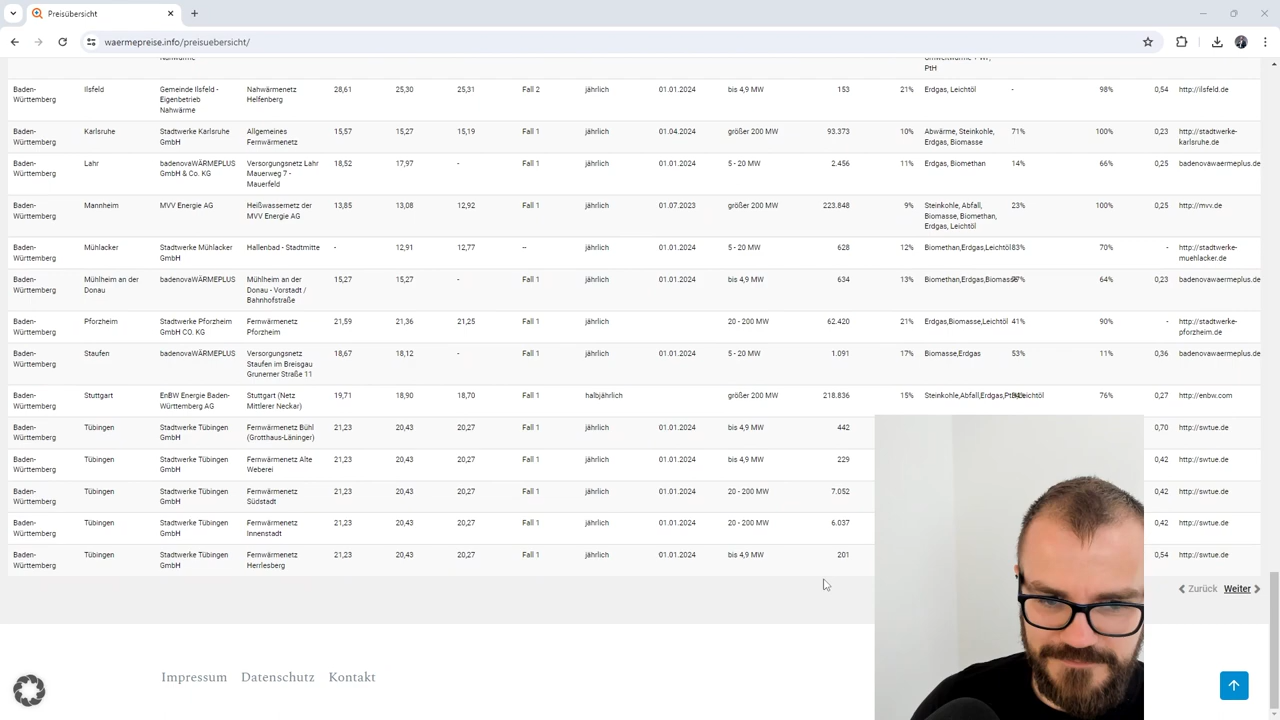 Preisübersicht
waermepreise.info/preisuebersicht/
Nahwärme
PtH
Baden-Württemberg Ilsfeld Gemeinde Ilsfeld - Eigenbetrieb Nahwärme Nahwärmenetz Helfenberg 28,61 25,30 25,31 Fall 2 jährlich 01.01.2024 bis 4,9 MW 153 21% Erdgas, Leichtöl - 98% 0,54 http://ilsfeld.de
Baden-Württemberg Karlsruhe Stadtwerke Karlsruhe GmbH Allgemeines Fernwärmenetz 15,57 15,27 15,19 Fall 1 jährlich 01.04.2024 größer 200 MW 93.373 10% Abwärme, Steinkohle, Erdgas, Biomasse 71% 100% 0,23 http://stadtwerke-karlsruhe.de
Baden-Württemberg Lahr badenovaWÄRMEPLUS GmbH & Co. KG Versorgungsnetz Lahr Mauerweg 7 - Mauerfeld 18,52 17,97 - Fall 1 jährlich 01.01.2024 5 - 20 MW 2.456 11% Erdgas, Biomethan 14% 66% 0,25 badenovawaermeplus.de
Baden-Württemberg Mannheim MVV Energie AG Heißwassernetz der MVV Energie AG 13,85 13,08 12,92 Fall 1 jährlich 01.07.2023 größer 200 MW 223.848 9% Steinkohle, Abfall, Biomasse, Biomethan, Erdgas, Leichtöl 23% 100% 0,25 http://mvv.de
Baden-Württemberg Mühlacker Stadtwerke Mühlacker GmbH Hallenbad - Stadtmitte - 12,91 12,77 -- jährlich 01.01.2024 5 - 20 MW 628 12% Biomethan,Erdgas,Leichtöl 83% 70% - http://stadtwerke-muehlacker.de
Baden-Württemberg Mühlheim an der Donau badenovaWÄRMEPLUS Mühlheim an der Donau - Vorstadt / Bahnhofstraße 15,27 15,27 - Fall 1 jährlich 01.01.2024 bis 4,9 MW 634 13% Biomethan,Erdgas,Biomasse 64% 0,23 badenovawaermeplus.de
Baden-Württemberg Pforzheim Stadtwerke Pforzheim GmbH CO. KG Fernwärmenetz Pforzheim 21,59 21,36 21,25 Fall 1 jährlich 20 - 200 MW 62.420 21% Erdgas,Biomasse,Leichtöl 41% 90% - http://stadtwerke-pforzheim.de
Baden-Württemberg Staufen badenovaWÄRMEPLUS Versorgungsnetz Staufen im Breisgau Grunerner Straße 11 18,67 18,12 - Fall 1 jährlich 01.01.2024 5 - 20 MW 1.091 17% Biomasse,Erdgas 53% 11% 0,36 badenovawaermeplus.de
Baden-Württemberg Stuttgart EnBW Energie Baden-Württemberg AG Stuttgart (Netz Mittlerer Neckar) 19,71 18,90 18,70 Fall 1 halbjährlich größer 200 MW 218.836 15% Steinkohle,Abfall,Erdgas, Leichtöl 76% 0,27 http://enbw.com
Baden-Württemberg Tübingen Stadtwerke Tübingen GmbH Fernwärmenetz Bühl (Grotthaus-Läninger) 21,23 20,43 20,27 Fall 1 jährlich 01.01.2024 bis 4,9 MW 442 0,70 http://swtue.de
Baden-Württemberg Tübingen Stadtwerke Tübingen GmbH Fernwärmenetz Alte Weberei 21,23 20,43 20,27 Fall 1 jährlich 01.01.2024 bis 4,9 MW 229 0,42 http://swtue.de
Baden-Württemberg Tübingen Stadtwerke Tübingen GmbH Fernwärmenetz Südstadt 21,23 20,43 20,27 Fall 1 jährlich 01.01.2024 20 - 200 MW 7.052 0,42 http://swtue.de
Baden-Württemberg Tübingen Stadtwerke Tübingen GmbH Fernwärmenetz Innenstadt 21,23 20,43 20,27 Fall 1 jährlich 01.01.2024 20 - 200 MW 6.037 0,42 http://swtue.de
Baden-Württemberg Tübingen Stadtwerke Tübingen GmbH Fernwärmenetz Herrlesberg 21,23 20,43 20,27 Fall 1 jährlich 01.01.2024 bis 4,9 MW 201 0,54 http://swtue.de
Zurück Weiter
Impressum Datenschutz Kontakt